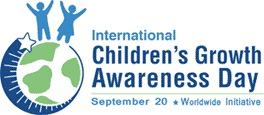 International
Children's Growth
Awareness Day
September 20 ★ Worldwide Initiative